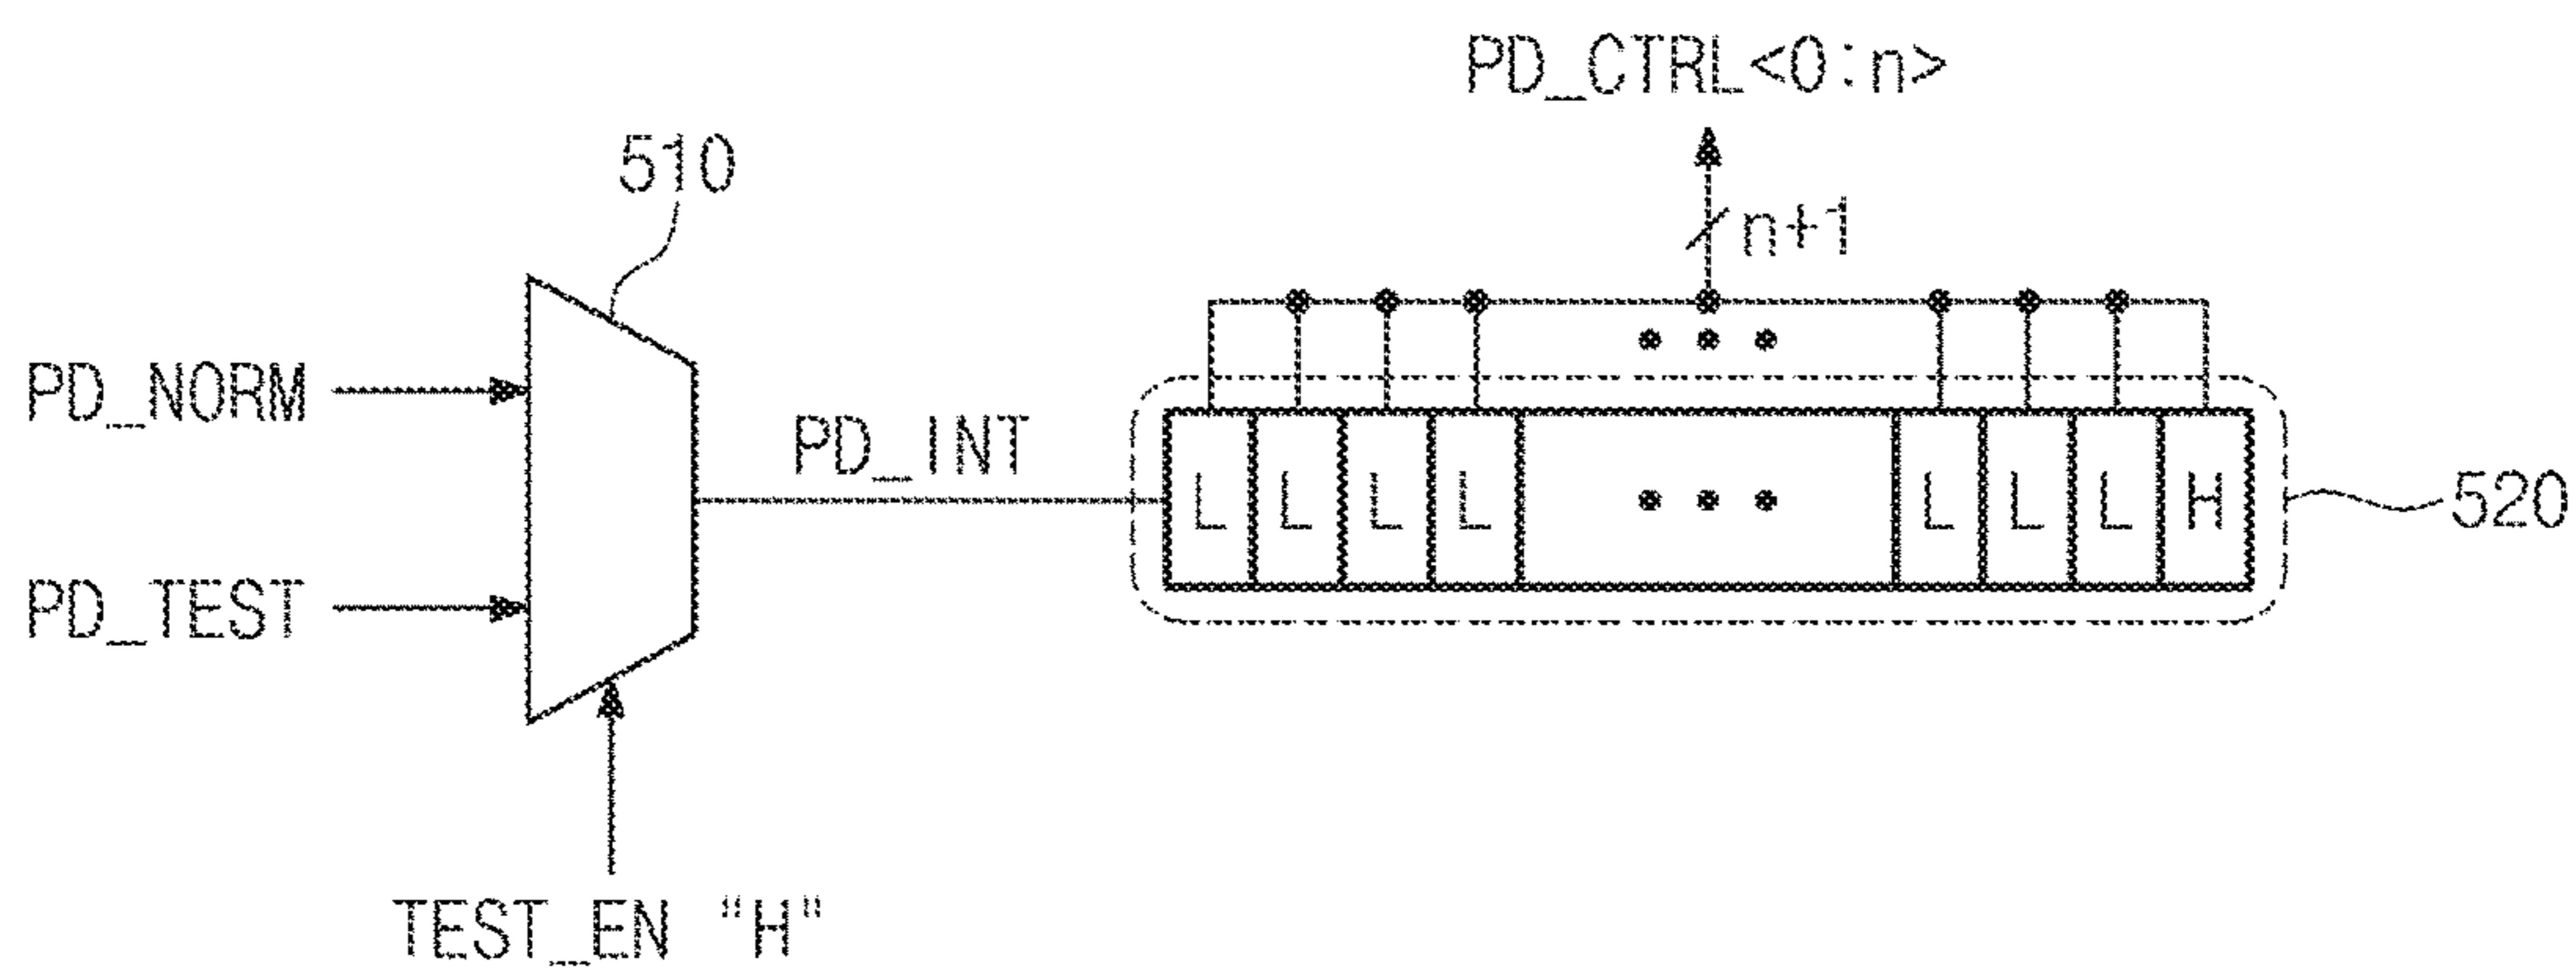 PD_CTRL<0:n>
510
n+1
PD_NORM
PD_INT
L L L L ... L L L H
520
PD_TEST
TEST_EN "H"